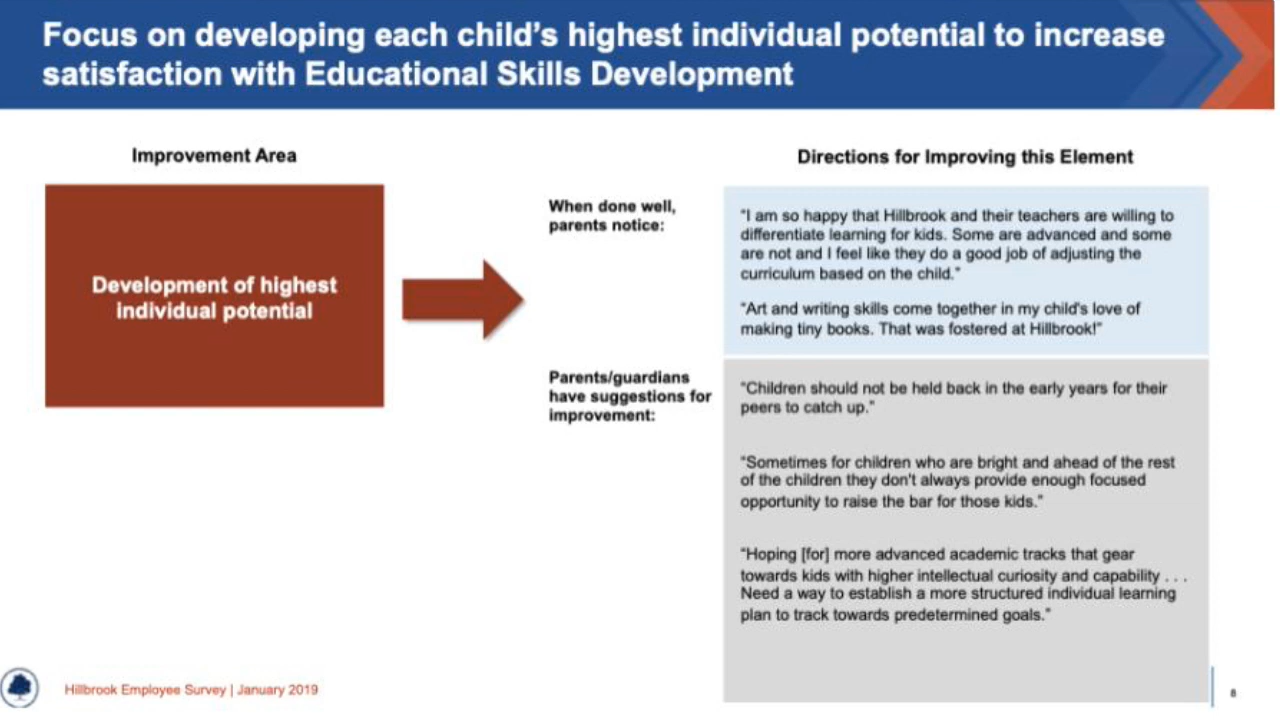 Focus on developing each child's highest individual potential to increase
satisfaction with Educational Skills Development
Improvement Area
Development of highest
individual potential
Directions for Improving this Element
When done well,
parents notice:
"I am so happy that Hillbrook and their teachers are willing to
differentiate learning for kids. Some are advanced and some
are not and I feel like they do a good job of adjusting the
curriculum based on the child."
"Art and writing skills come together in my child's love of
making tiny books. That was fostered at Hillbrook!"
Parents/guardians
have suggestions for
improvement:
"Children should not be held back in the early years for their
peers to catch up."
"Sometimes for children who are bright and ahead of the rest
of the children they don't always provide enough focused
opportunity to raise the bar for those kids."
"Hoping [for] more advanced academic tracks that gear
towards kids with higher intellectual curiosity and capability . . .
Need a way to establish a more structured individual learning
plan to track towards predetermined goals."
Hillbrook Employee Survey | January 2019
8